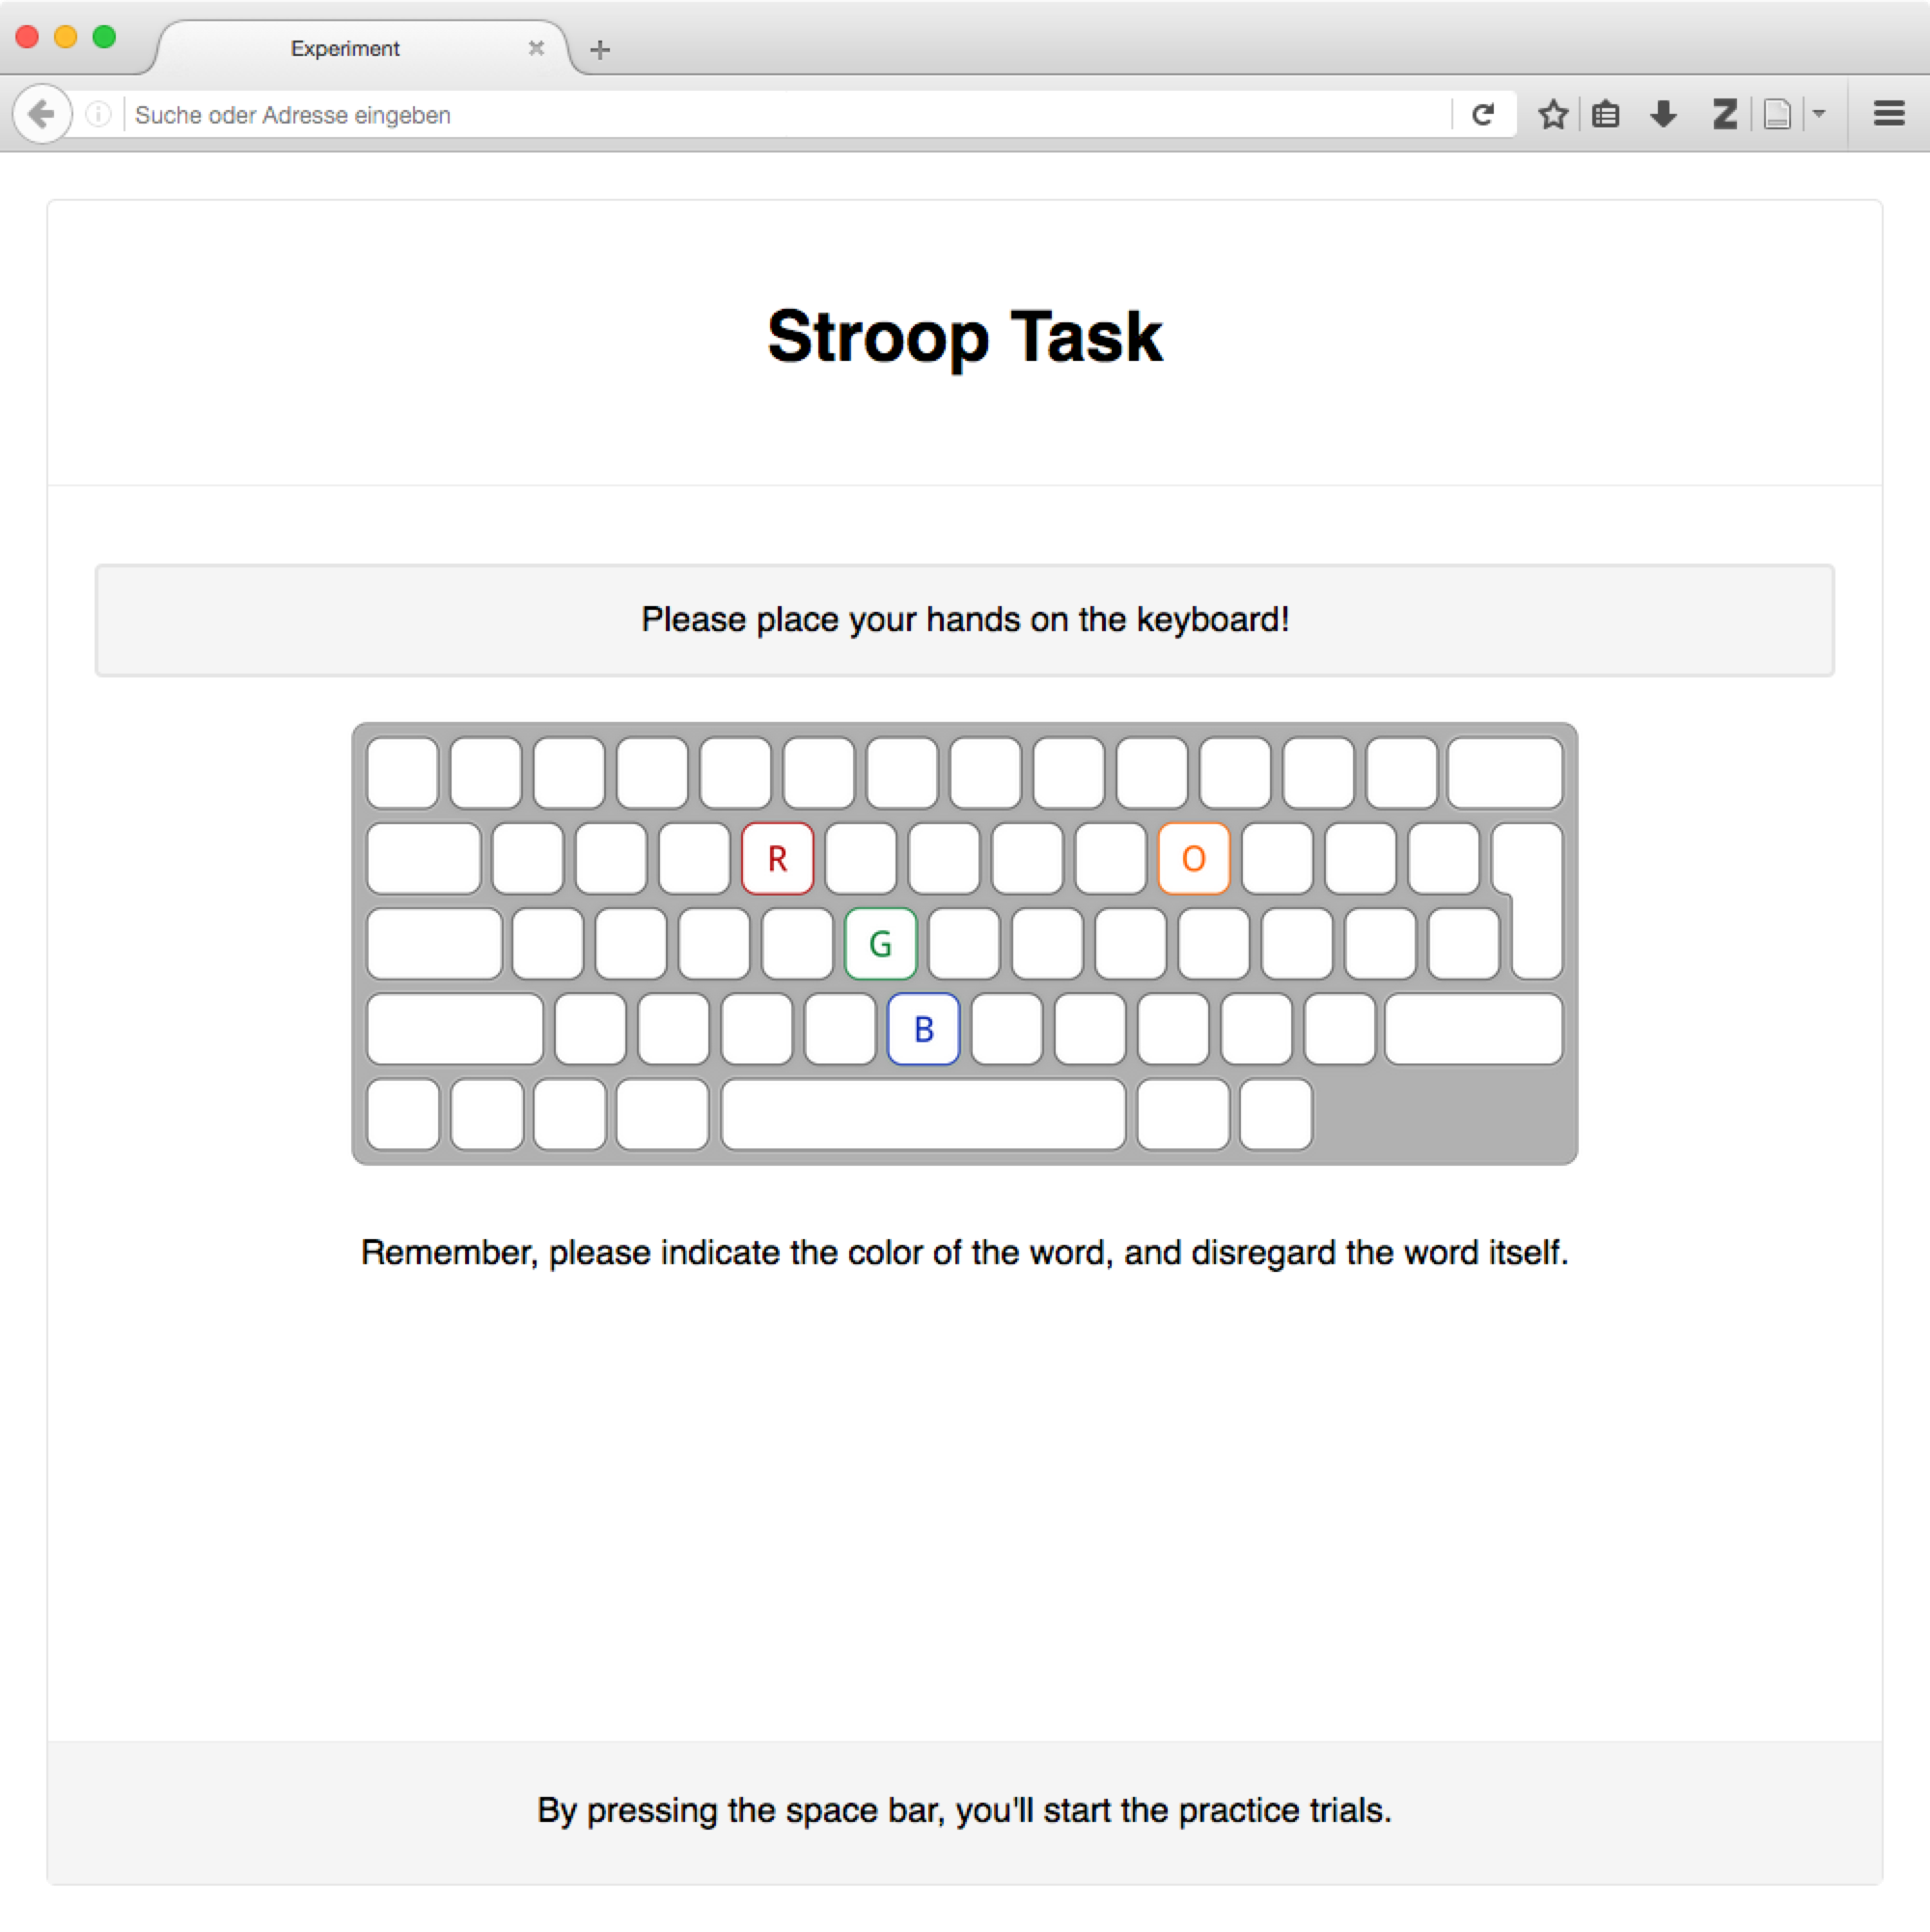 Experiment
Suche oder Adresse eingeben
Z
Stroop Task
Please place your hands on the keyboard!
R O
G
B
Remember, please indicate the color of the word, and disregard the word itself.
By pressing the space bar, you'll start the practice trials.